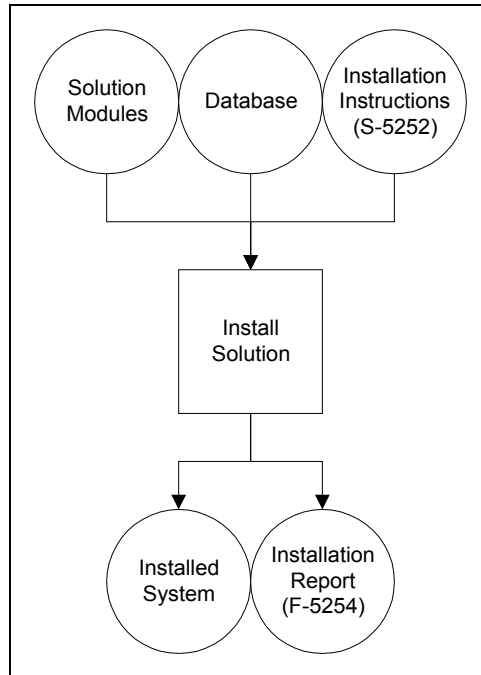 Solution
Modules
Database
Installation
Instructions
(S-5252)
Install
Solution
Installed
System
Installation
Report
(F-5254)